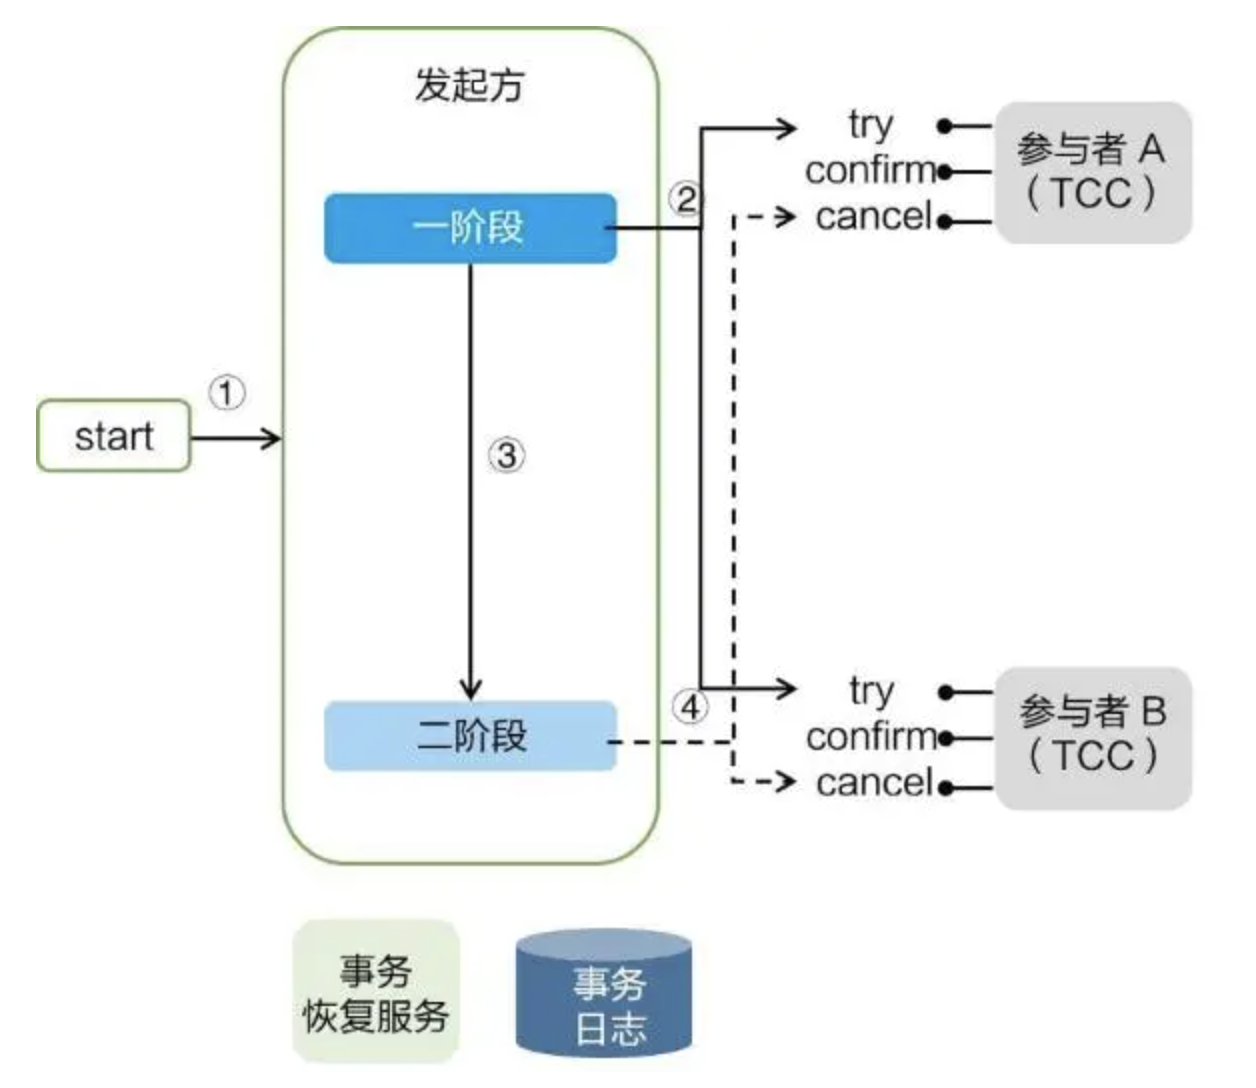 发起方
一阶段
start
①
②
③
④
二阶段
try
confirm
cancel
参与者 A
（TCC）
try
confirm
cancel
参与者 B
（TCC）
事务
恢复服务
事务
日志